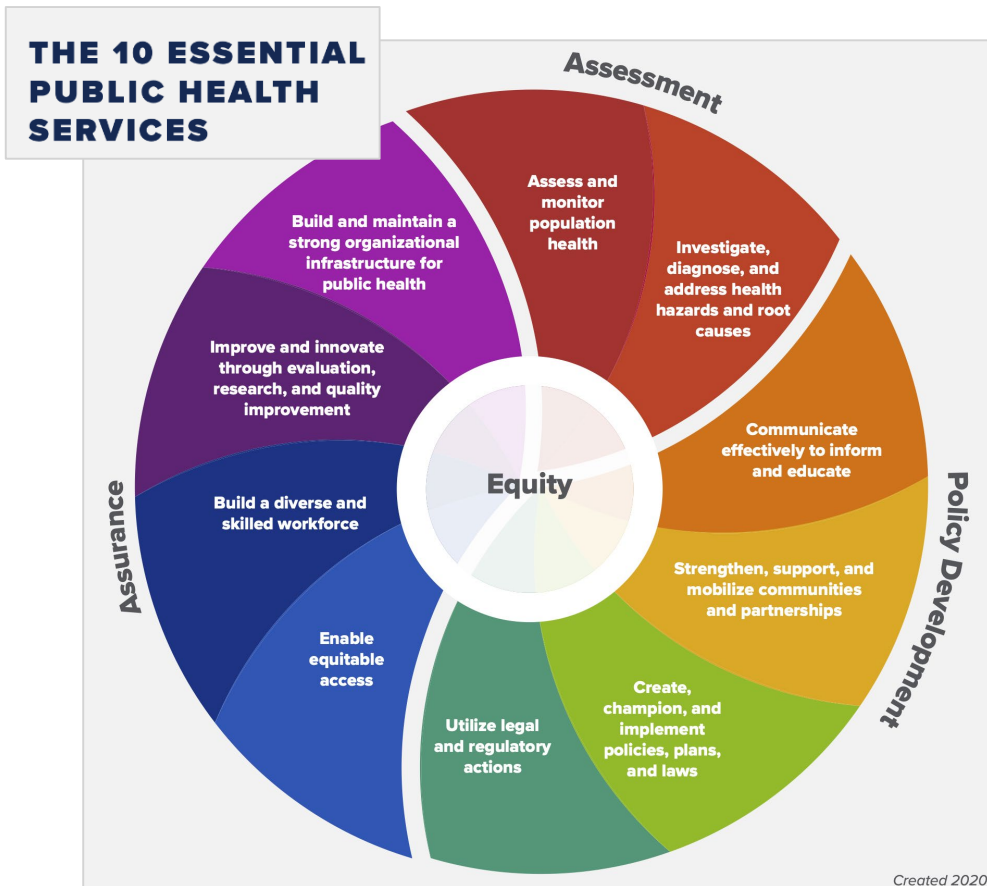 THE 10 ESSENTIAL
PUBLIC HEALTH
SERVICES
Assessment
Assess and
monitor
population
health
Investigate,
diagnose, and
address health
hazards and root
causes
Policy Development
Communicate
effectively to inform
and educate
Strengthen, support, and
mobilize communities
and partnerships
Create,
champion, and
implement
policies, plans,
and laws
Utilize legal
and regulatory
actions
Assurance
Enable
equitable
access
Build a diverse and
skilled workforce
Improve and innovate
through evaluation,
research, and quality
improvement
Build and maintain a
strong organizational
infrastructure for
public health
Equity
Created 2020